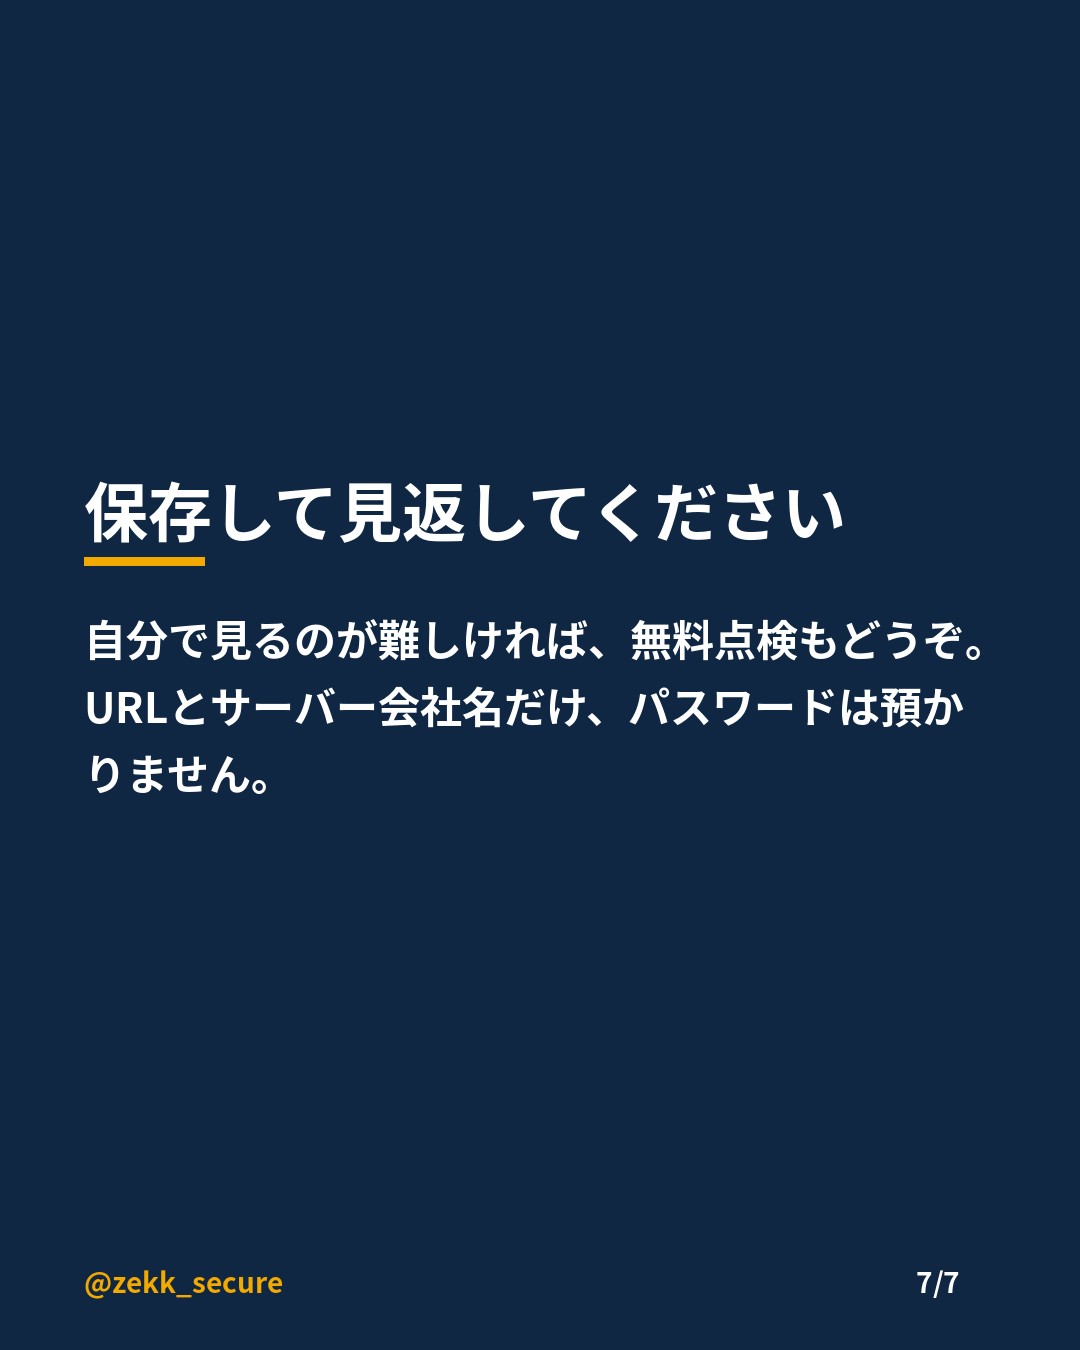 保存して見返してください
自分で見るのが難しければ、無料点検もどうぞ。
URLとサーバー会社名だけ、パスワードは預か
りません。
@zekk_secure
7/7